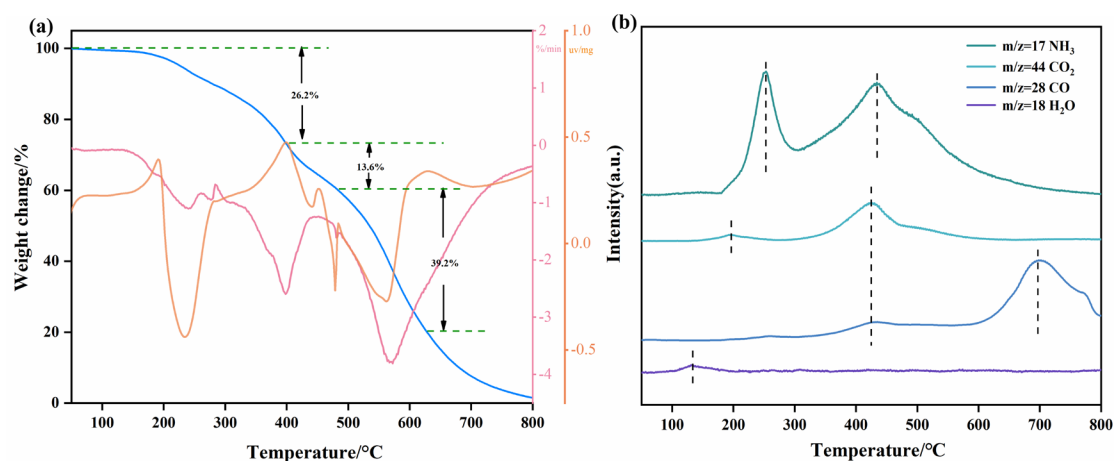 (a)
Weight change/%
100
80
60
40
20
0
26.2%
13.6%
39.2%
2
%/min
1
0
-1
-2
-3
-4
1.0
uv/mg
0.5
0.0
-0.5
100 200 300 400 500 600 700 800
Temperature/°C
(b)
Intensity(a.u.)
m/z=17 NH₃
m/z=44 CO₂
m/z=28 CO
m/z=18 H₂O
100 200 300 400 500 600 700 800
Temperature/°C